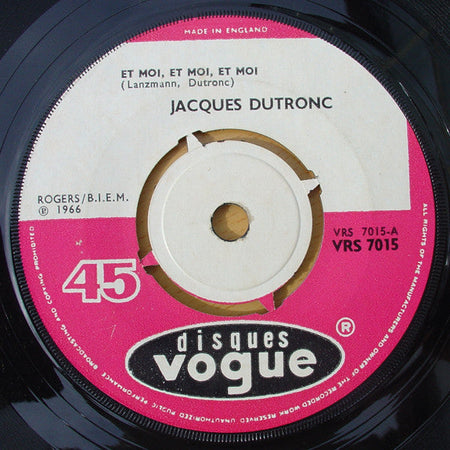 MADE IN ENGLAND
ET MOI, ET MOI, ET MOI
(Lanzmann, Dutronc)
JACQUES DUTRONC
ROGERS/B.I.E.M.
℗ 1966
VRS 7015-A
VRS 7015
45
disques
vogue
®
ALL RIGHTS OF THE MANUFACTURERS AND OWNER OF THE RECORDED WORK RESERVED UNAUTHORIZED PUBLIC PERFORMANCE BROADCASTING AND COPYING PROHIBITED